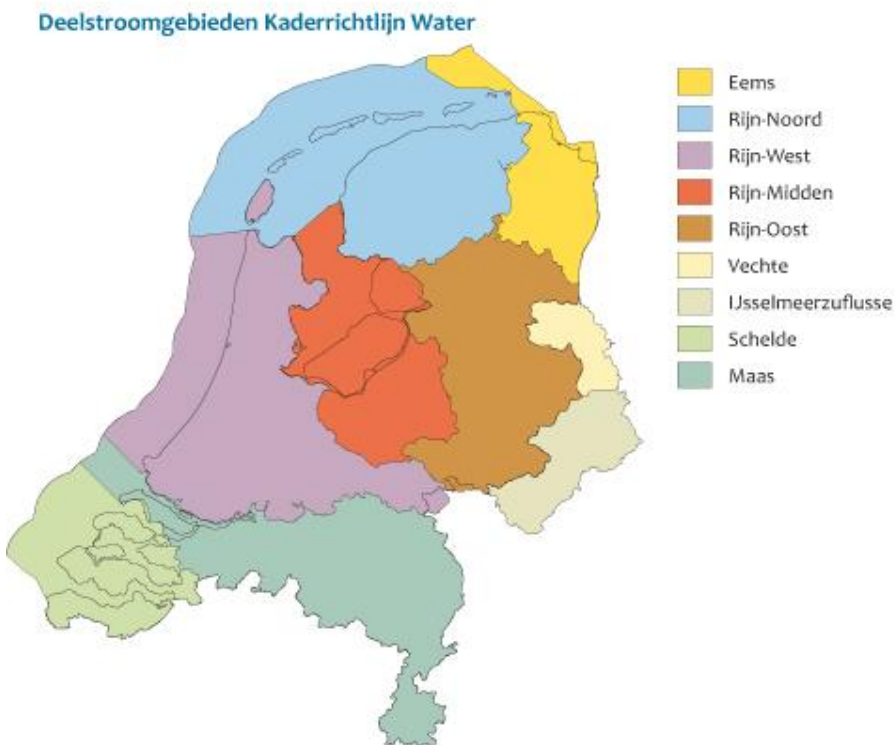 Deelstroomgebieden Kaderrichtlijn Water
Eems
Rijn-Noord
Rijn-West
Rijn-Midden
Rijn-Oost
Vechte
IJsselmeerzuflusse
Schelde
Maas